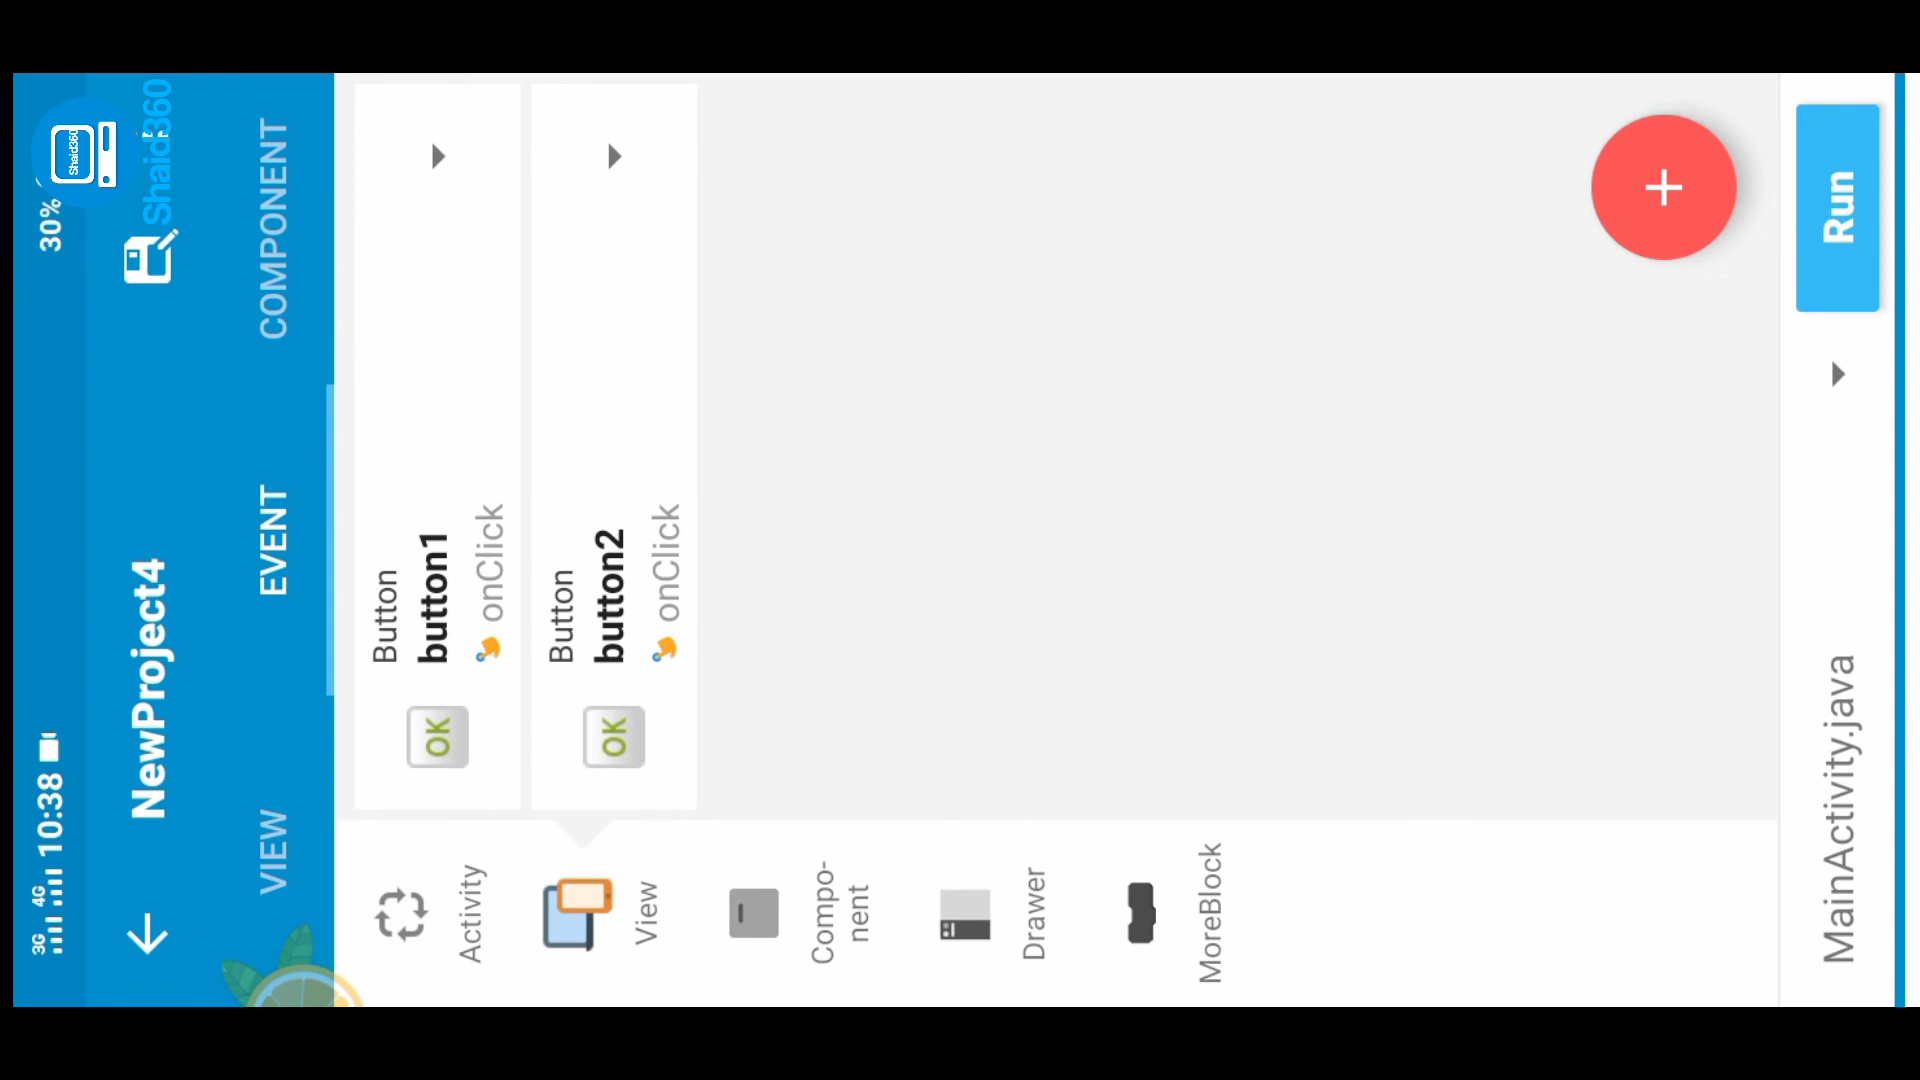 3G 4G 10:38 30%
Shaid360
Shaid360
NewProject4
VIEW EVENT COMPONENT
Activity
View
Compo-
nent
Drawer
MoreBlock
OK
Button
button1
onClick
OK
Button
button2
onClick
+
MainActivity.java
Run